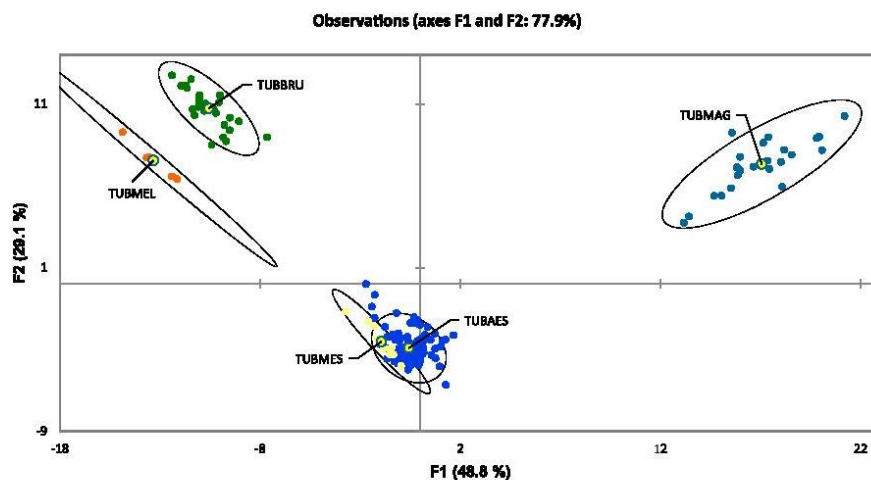 Observations (axes F1 and F2: 77.9%)
TUBBRU
TUBMAG
TUBMEL
TUBAES
TUBMES
F2 (29.1 %)
11
1
-9
-18
-8
2
12
22
F1 (48.8 %)